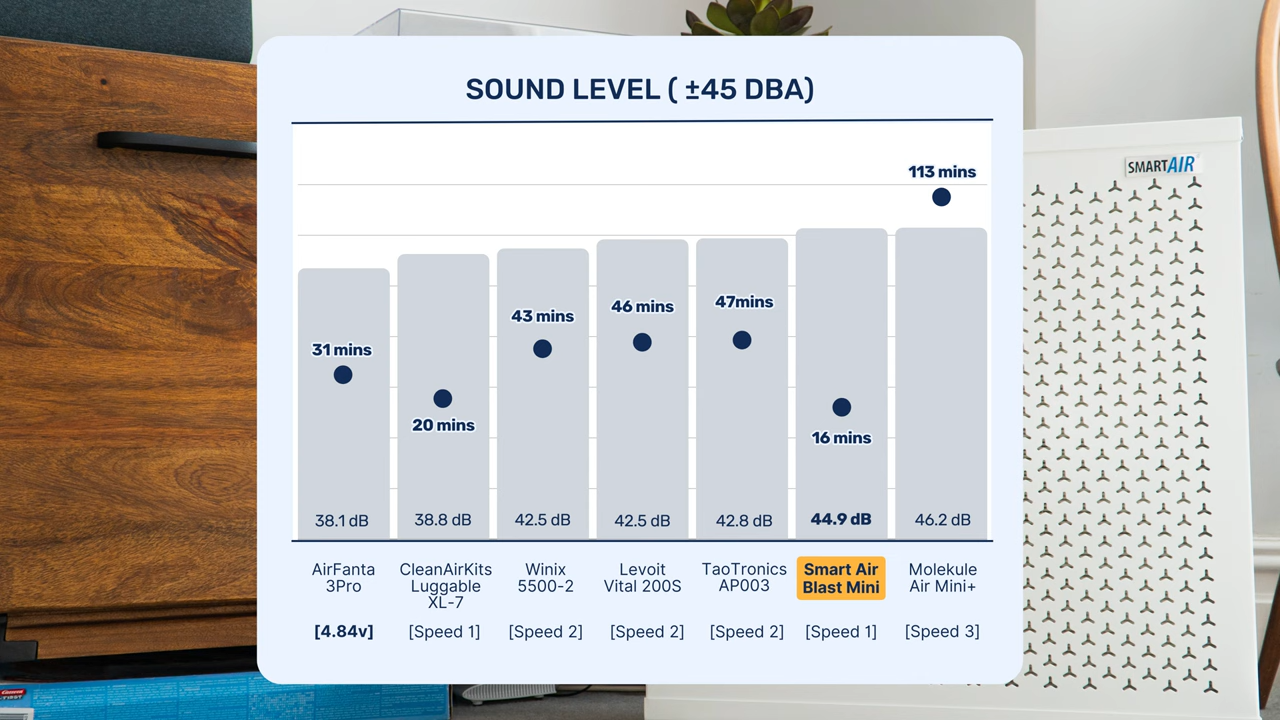 SOUND LEVEL ( ±45 DBA)
113 mins
SMARTAIR
47mins
46 mins
43 mins
31 mins
20 mins
16 mins
38.1 dB
38.8 dB
42.5 dB
42.5 dB
42.8 dB
44.9 dB
46.2 dB
AirFanta
3Pro
CleanAirKits
Luggable
XL-7
Winix
5500-2
Levoit
Vital 200S
TaoTronics
AP003
Smart Air
Blast Mini
Molekule
Air Mini+
[4.84v]
[Speed 1]
[Speed 2]
[Speed 2]
[Speed 2]
[Speed 1]
[Speed 3]
Carrera
FIRST